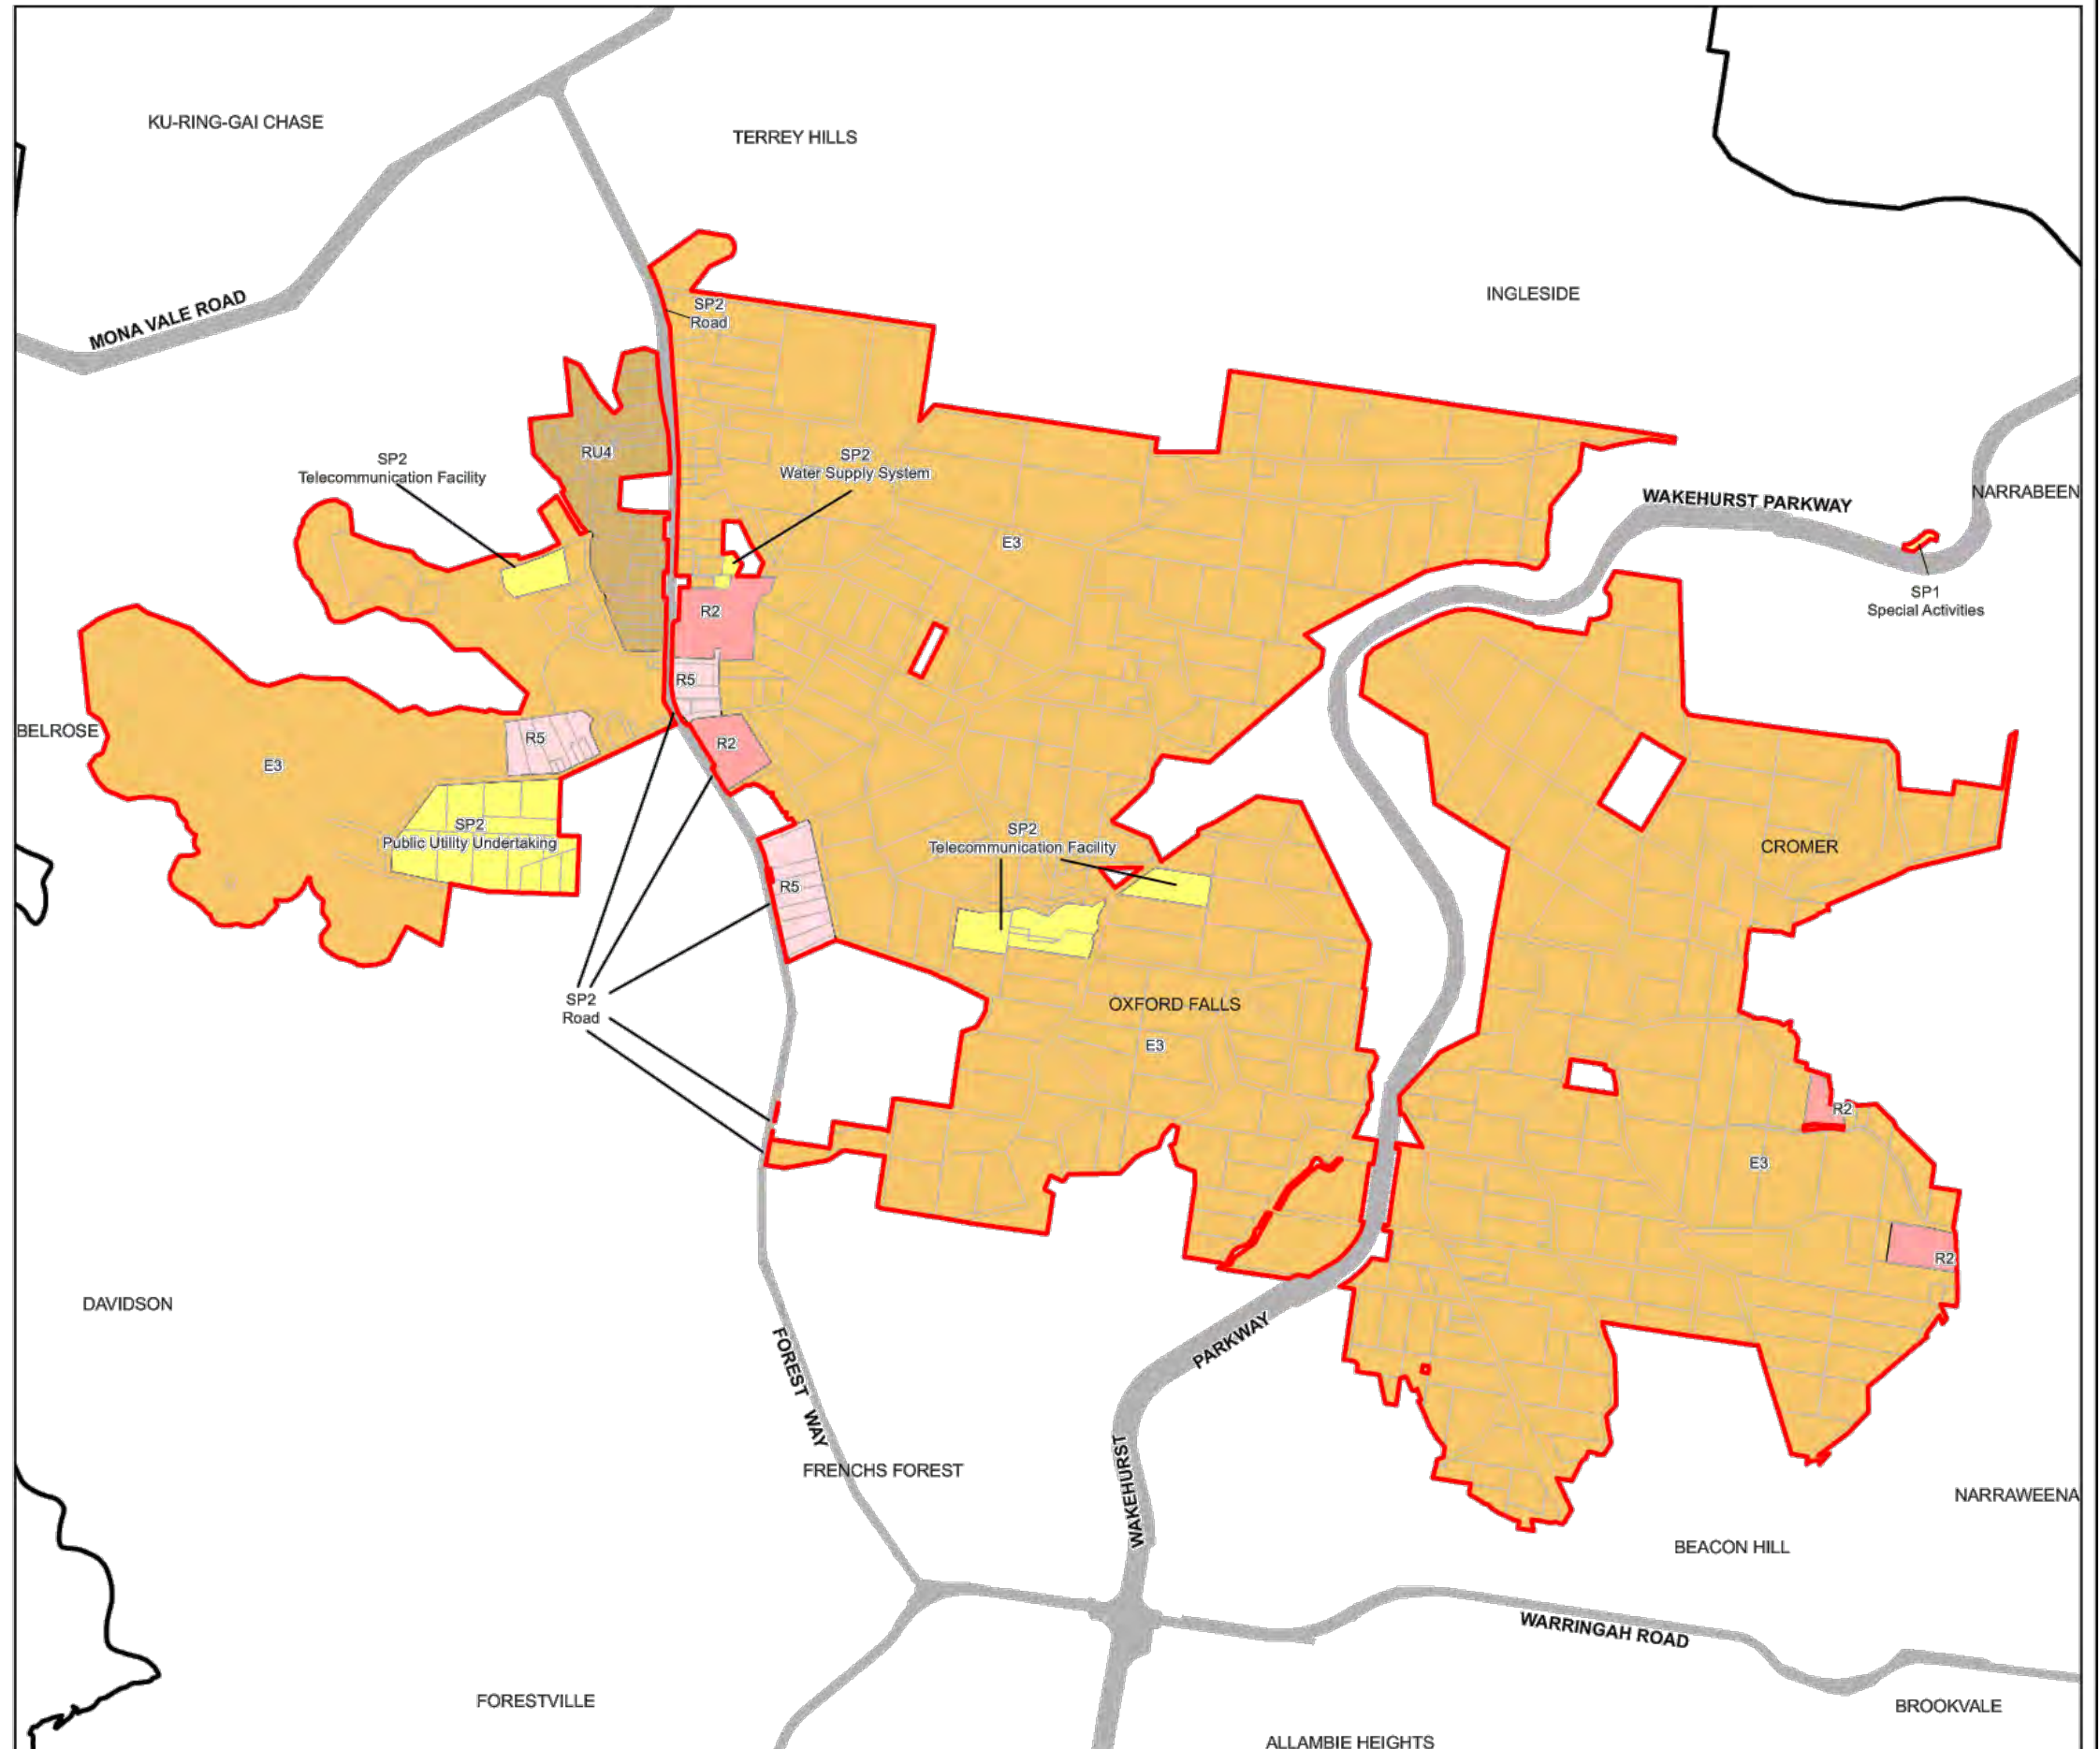 KU-RING-GAI CHASE
TERREY HILLS
INGLESIDE
MONA VALE ROAD
SP2
Road
RU4
SP2
Telecommunication Facility
SP2
Water Supply System
WAKEHURST PARKWAY
NARRABEEN
E3
SP1
Special Activities
R2
R5
BELROSE
E3
R5
R2
SP2
Public Utility Undertaking
SP2
Telecommunication Facility
CROMER
R5
SP2
Road
OXFORD FALLS
E3
R2
E3
R2
DAVIDSON
PARKWAY
FOREST WAY
FRENCHS FOREST
WAKEHURST
NARRAWEENA
BEACON HILL
WARRINGAH ROAD
FORESTVILLE
BROOKVALE
ALLAMBIE HEIGHTS